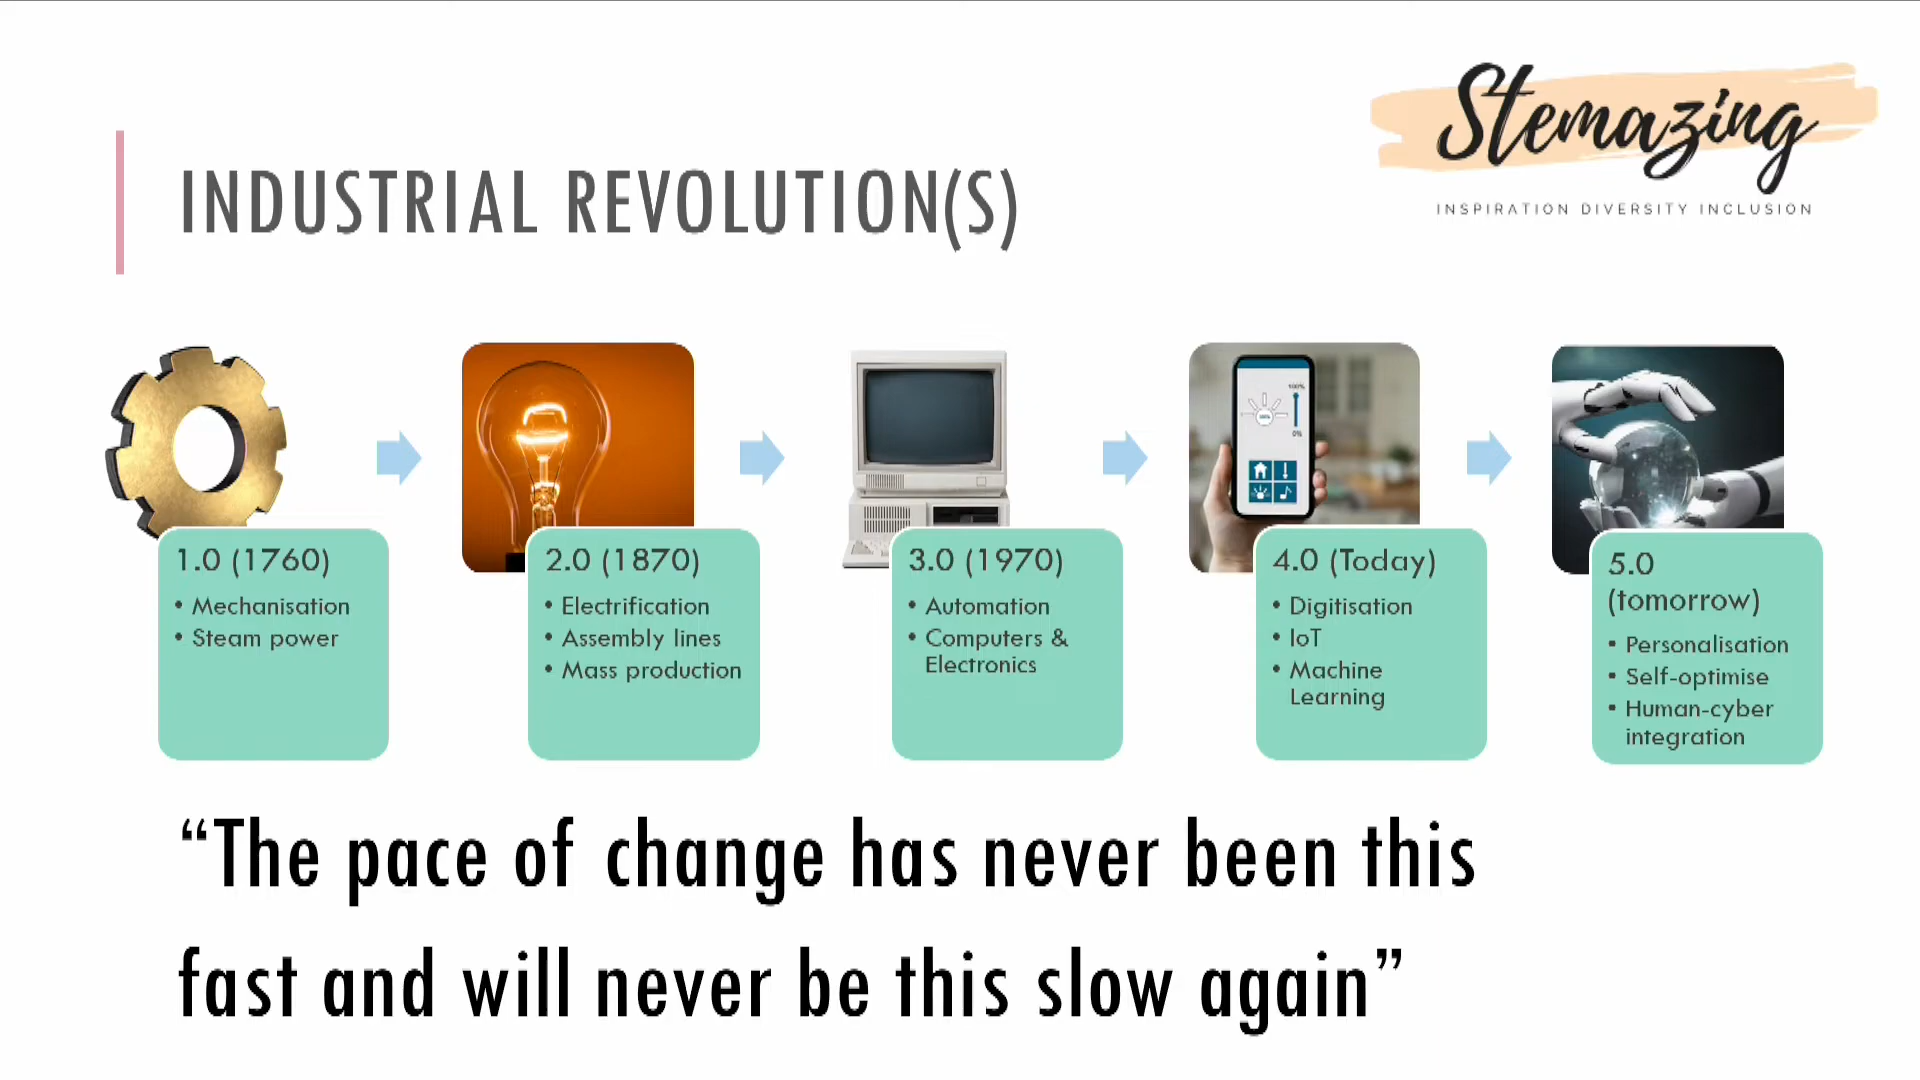 Stemazing
INSPIRATION DIVERSITY INCLUSION
INDUSTRIAL REVOLUTION(S)
100%
0%
1.0 (1760)
• Mechanisation
• Steam power
2.0 (1870)
• Electrification
• Assembly lines
• Mass production
3.0 (1970)
• Automation
• Computers &
Electronics
4.0 (Today)
• Digitisation
• IoT
• Machine
Learning
5.0
(tomorrow)
• Personalisation
• Self-optimise
• Human-cyber
integration
“The pace of change has never been this
fast and will never be this slow again”